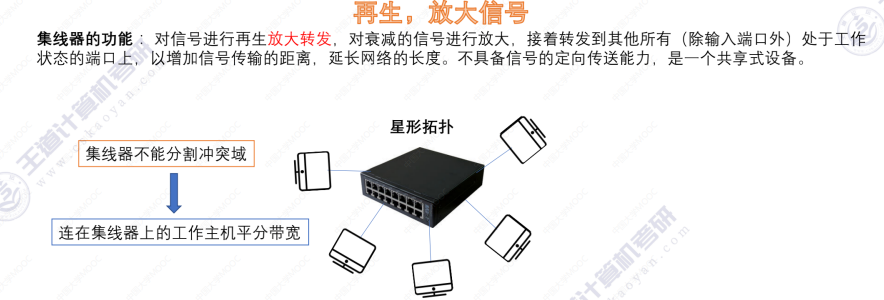 再生，放大信号
集线器的功能：对信号进行再生放大转发，对衰减的信号进行放大，接着转发到其他所有（除输入端口外）处于工作
状态的端口上，以增加信号传输的距离，延长网络的长度。不具备信号的定向传送能力，是一个共享式设备。
星形拓扑
集线器不能分割冲突域
连在集线器上的工作主机平分带宽
王道计算机考研